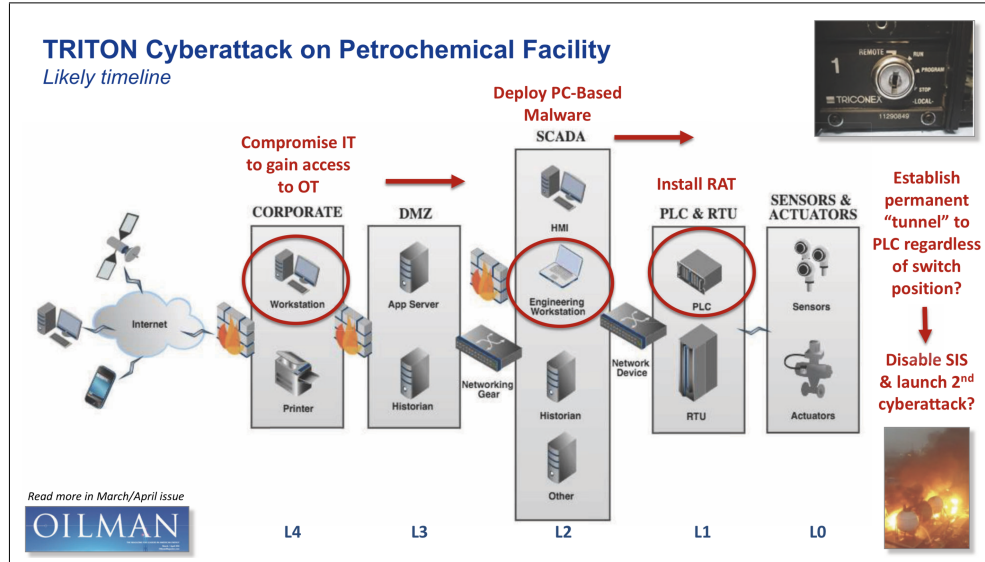 TRITON Cyberattack on Petrochemical Facility
Likely timeline
REMOTE
RUN
1
PROGRAM
STOP
TRICONEX
-LOCAL-
11290849
Deploy PC-Based
Malware
Compromise IT
to gain access
to OT
Install RAT
Establish
permanent
“tunnel” to
PLC regardless
of switch
position?
Disable SIS
& launch 2nd
cyberattack?
Internet
CORPORATE
Workstation
Printer
DMZ
App Server
Historian
Networking
Gear
SCADA
HMI
Engineering
Workstation
Historian
Other
Network
Device
PLC & RTU
PLC
RTU
SENSORS &
ACTUATORS
Sensors
Actuators
Read more in March/April issue
OILMAN
L4
L3
L2
L1
L0